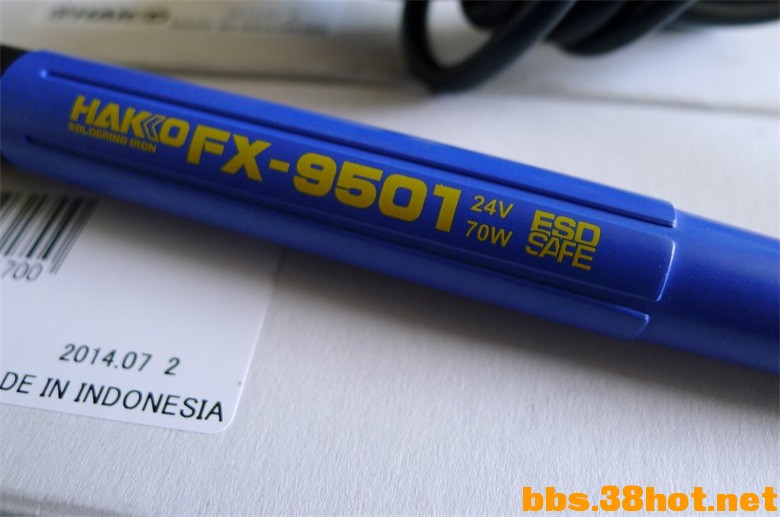 HAKKO FX-9501 24V ESD
SOLDERING IRON 70W SAFE
700
2014.07 2
DE IN INDONESIA
bbs.38hot.net